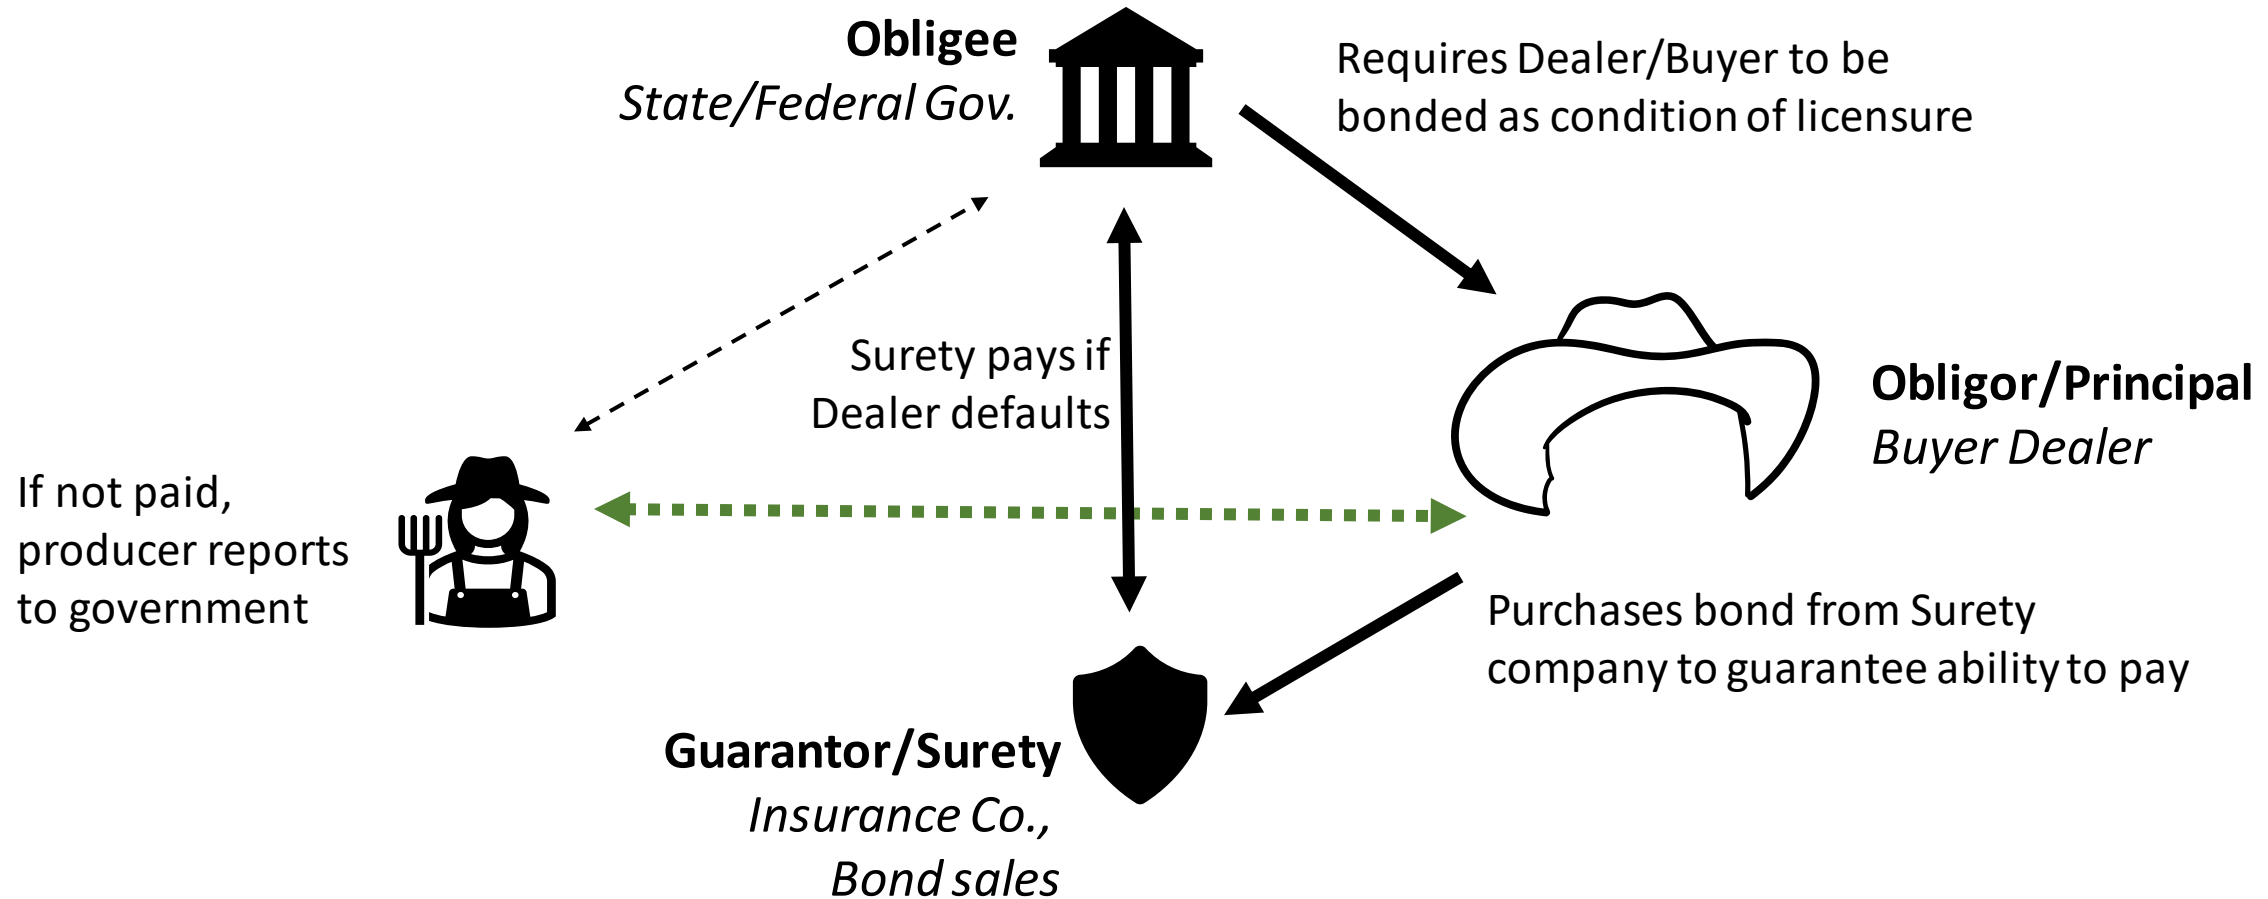 Obligee
State/Federal Gov.
Requires Dealer/Buyer to be
bonded as condition of licensure
Surety pays if
Dealer defaults
Obligor/Principal
Buyer Dealer
If not paid,
producer reports
to government
Purchases bond from Surety
company to guarantee ability to pay
Guarantor/Surety
Insurance Co.,
Bond sales